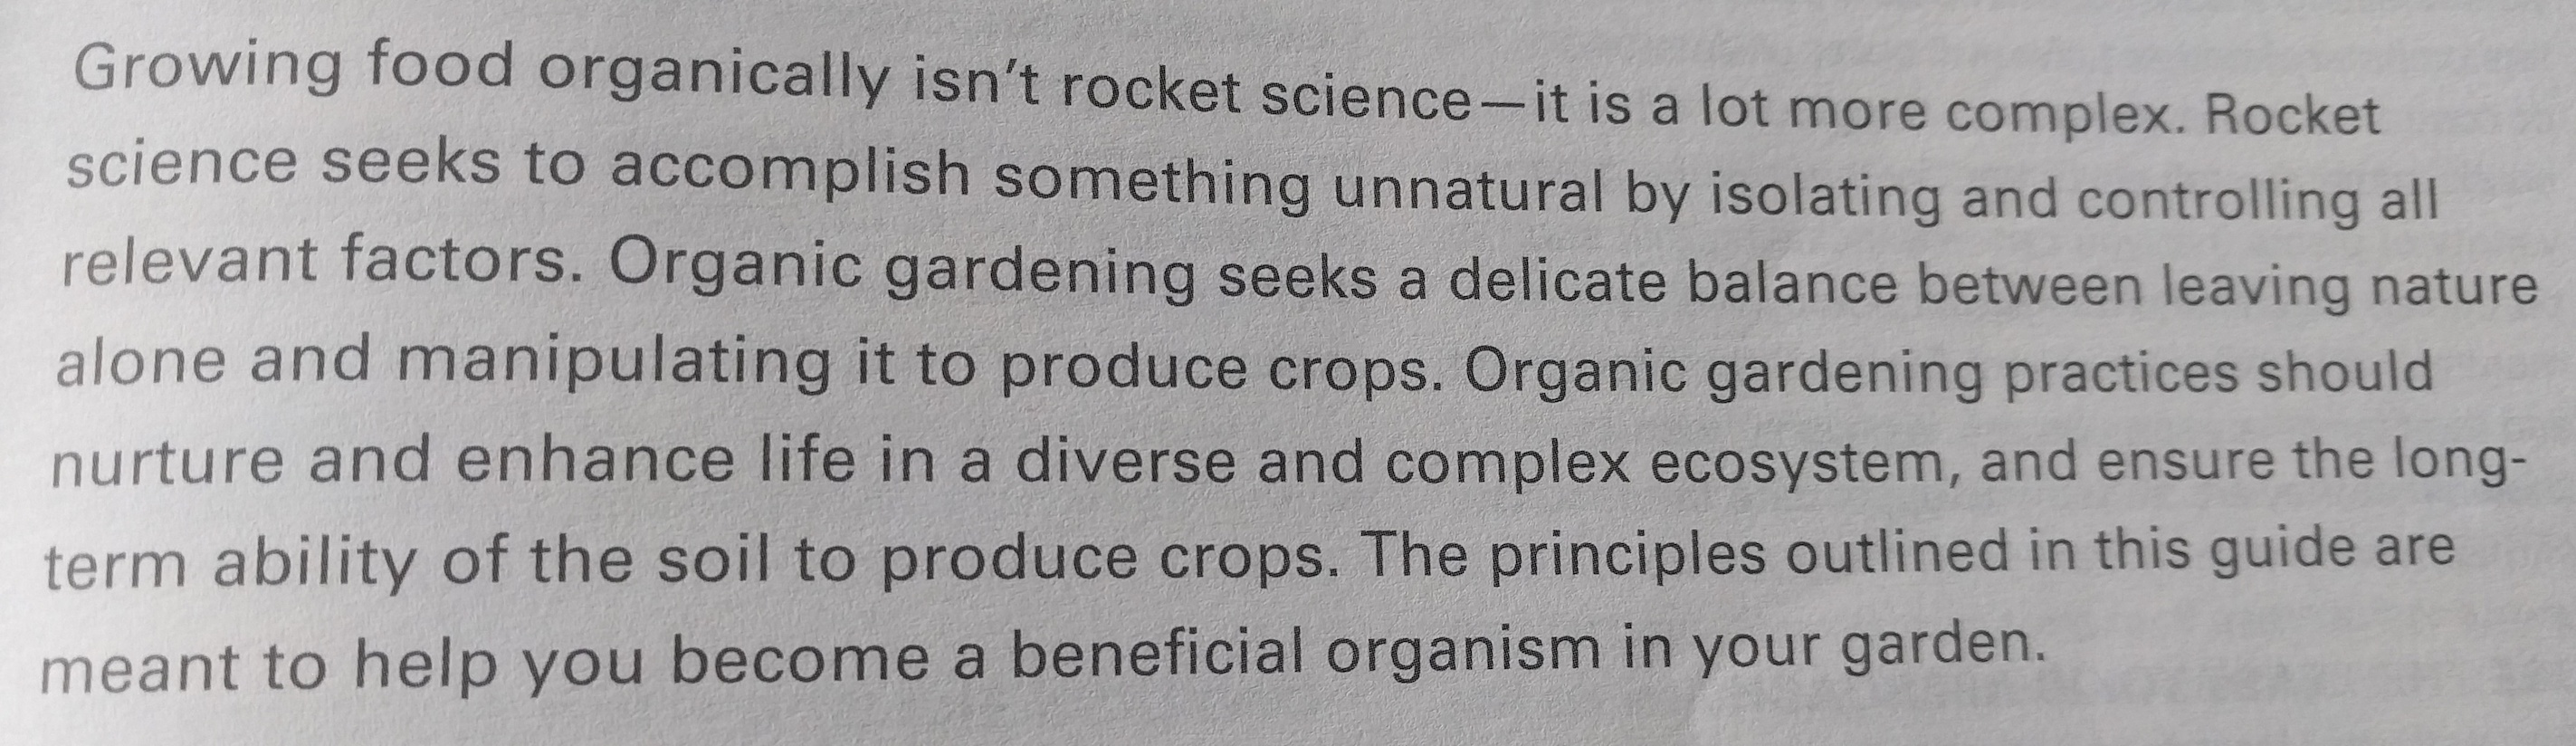 Growing food organically isn’t rocket science—it is a lot more complex. Rocket
science seeks to accomplish something unnatural by isolating and controlling all
relevant factors. Organic gardening seeks a delicate balance between leaving nature
alone and manipulating it to produce crops. Organic gardening practices should
nurture and enhance life in a diverse and complex ecosystem, and ensure the long-
term ability of the soil to produce crops. The principles outlined in this guide are
meant to help you become a beneficial organism in your garden.